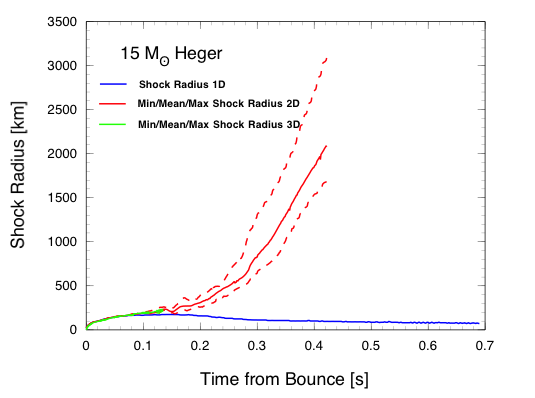 3500
3000
2500
2000
1500
1000
500
0
Shock Radius [km]
15 M☉ Heger
Shock Radius 1D
Min/Mean/Max Shock Radius 2D
Min/Mean/Max Shock Radius 3D
0 0.1 0.2 0.3 0.4 0.5 0.6 0.7
Time from Bounce [s]